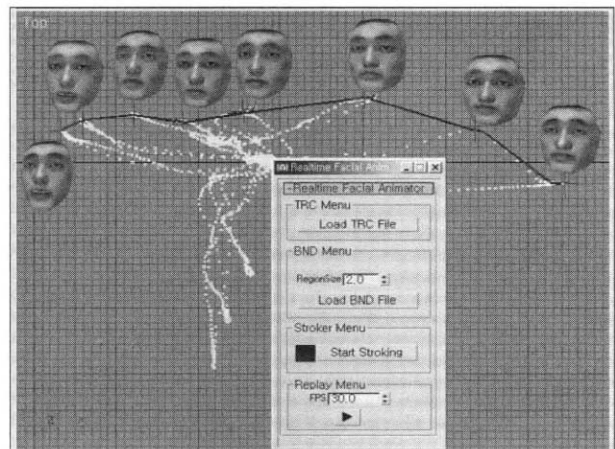 Top
Realtime Facial Anim
- Realtime Facial Animator
TRC Menu
Load TRC File
BND Menu
RegionSize 2.0
Load BND File
Stroker Menu
Start Stroking
Replay Menu
FPS 30.0